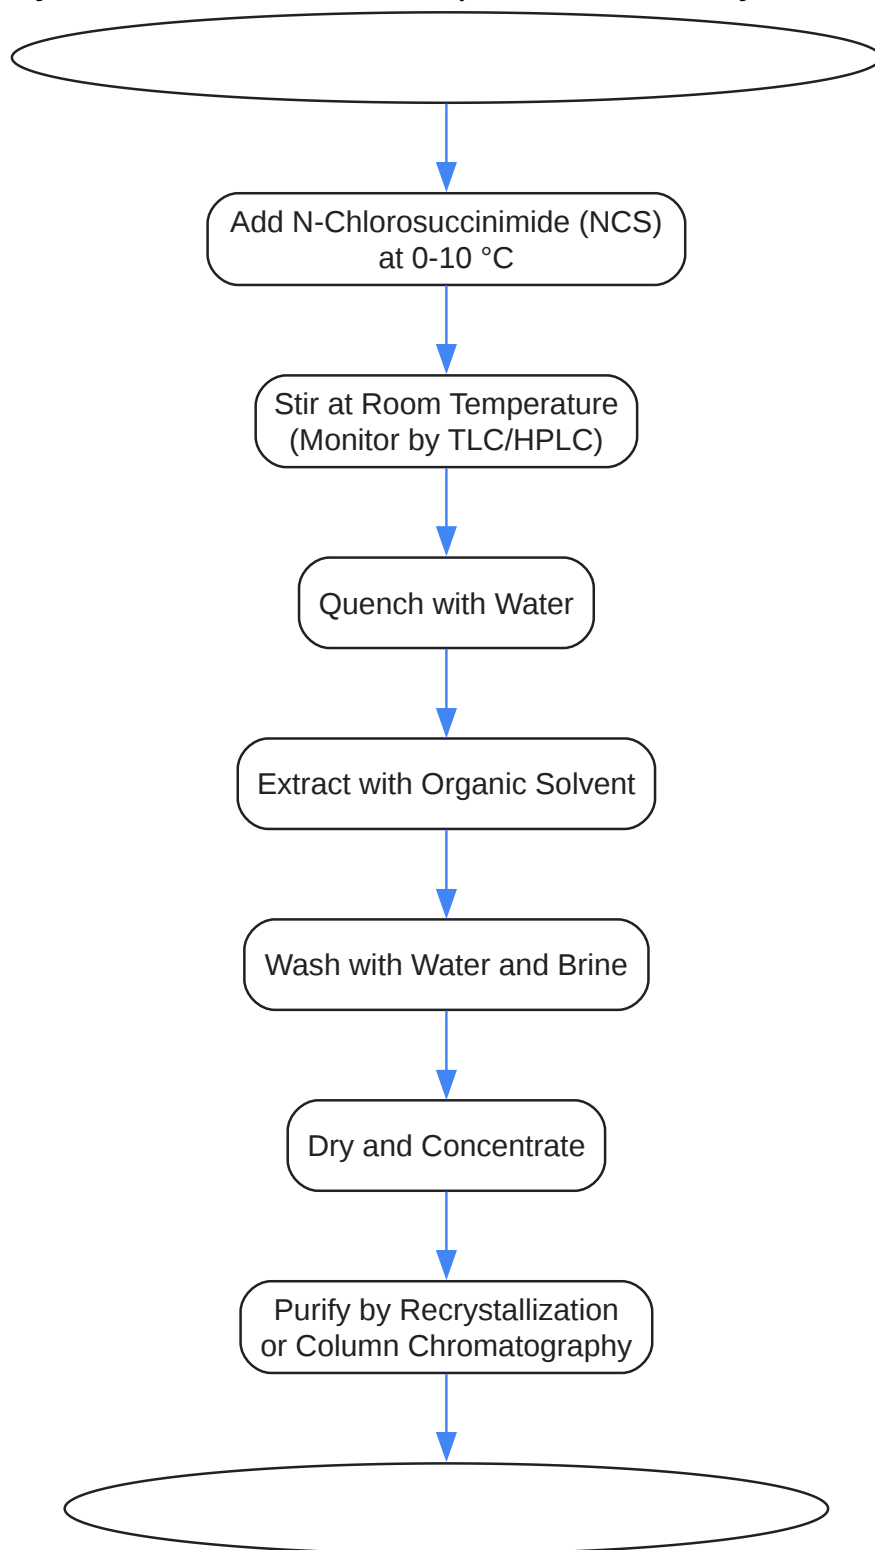 Add N-Chlorosuccinimide (NCS)
at 0-10 °C
Stir at Room Temperature
(Monitor by TLC/HPLC)
Quench with Water
Extract with Organic Solvent
Wash with Water and Brine
Dry and Concentrate
Purify by Recrystallization
or Column Chromatography